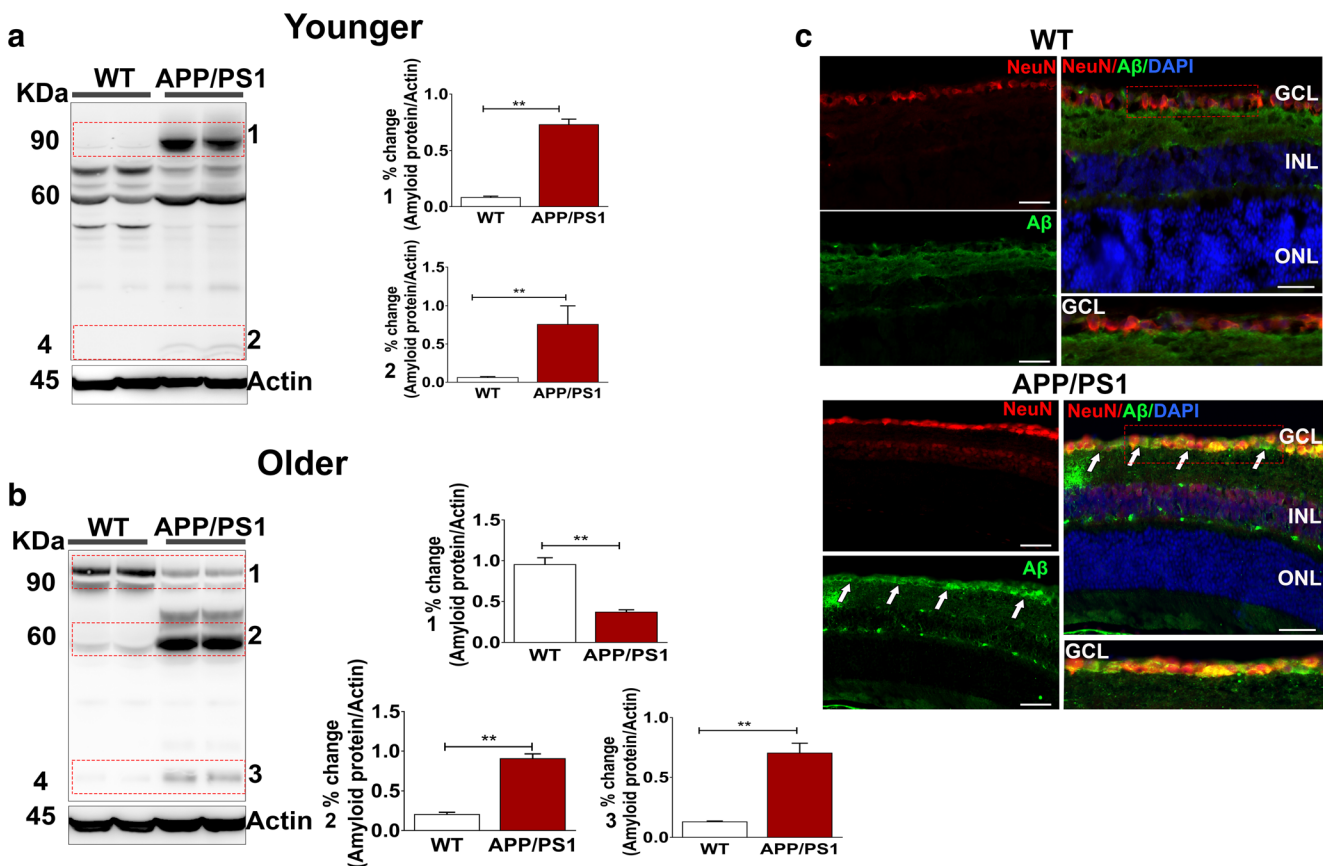 a
Younger
WT APP/PS1
KDa
90
60
4
45
1
2
Actin
1 % change
(Amyloid protein/Actin)
1.0
0.5
0.0
**
WT APP/PS1
2 % change
(Amyloid protein/Actin)
1.5
1.0
0.5
0.0
**
WT APP/PS1
b
Older
WT APP/PS1
KDa
90
60
4
45
1
2
3
Actin
1 % change
(Amyloid protein/Actin)
1.5
1.0
0.5
0.0
**
WT APP/PS1
2 % change
(Amyloid protein/Actin)
1.5
1.0
0.5
0.0
**
WT APP/PS1
3 % change
(Amyloid protein/Actin)
1.0
0.5
0.0
**
WT APP/PS1
c
WT
NeuN
Aβ
NeuN/Aβ/DAPI
GCL
INL
ONL
GCL
APP/PS1
NeuN
Aβ
NeuN/Aβ/DAPI
GCL
INL
ONL
GCL